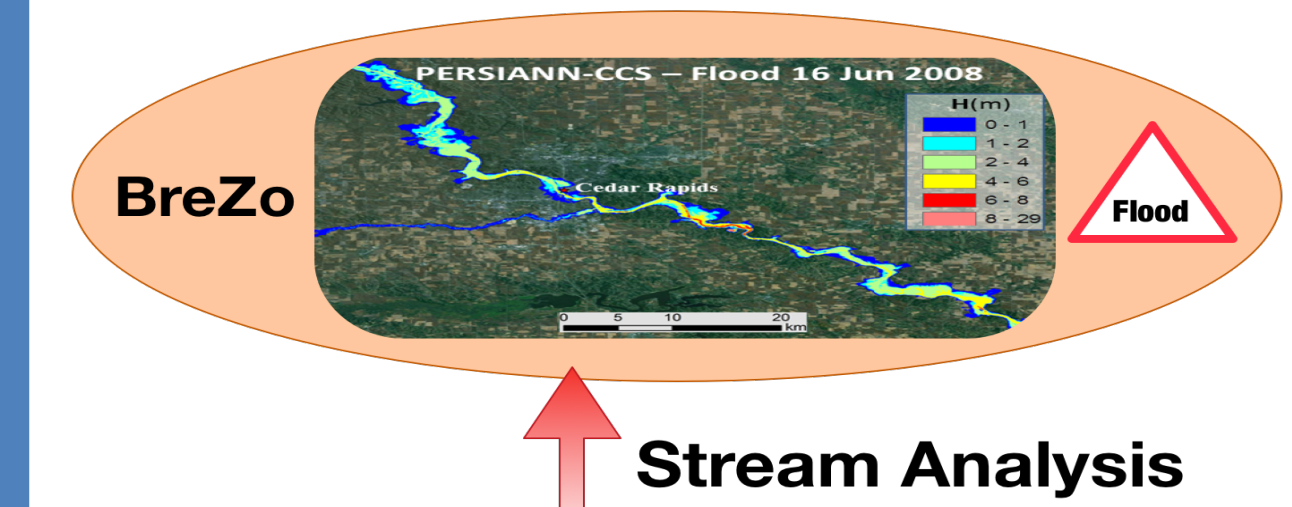 PERSIANN-CCS – Flood 16 Jun 2008
H(m)
0 - 1
1 - 2
2 - 4
4 - 6
6 - 8
8 - 29
BreZo
Cedar Rapids
Flood
0 5 10 20
km
Stream Analysis